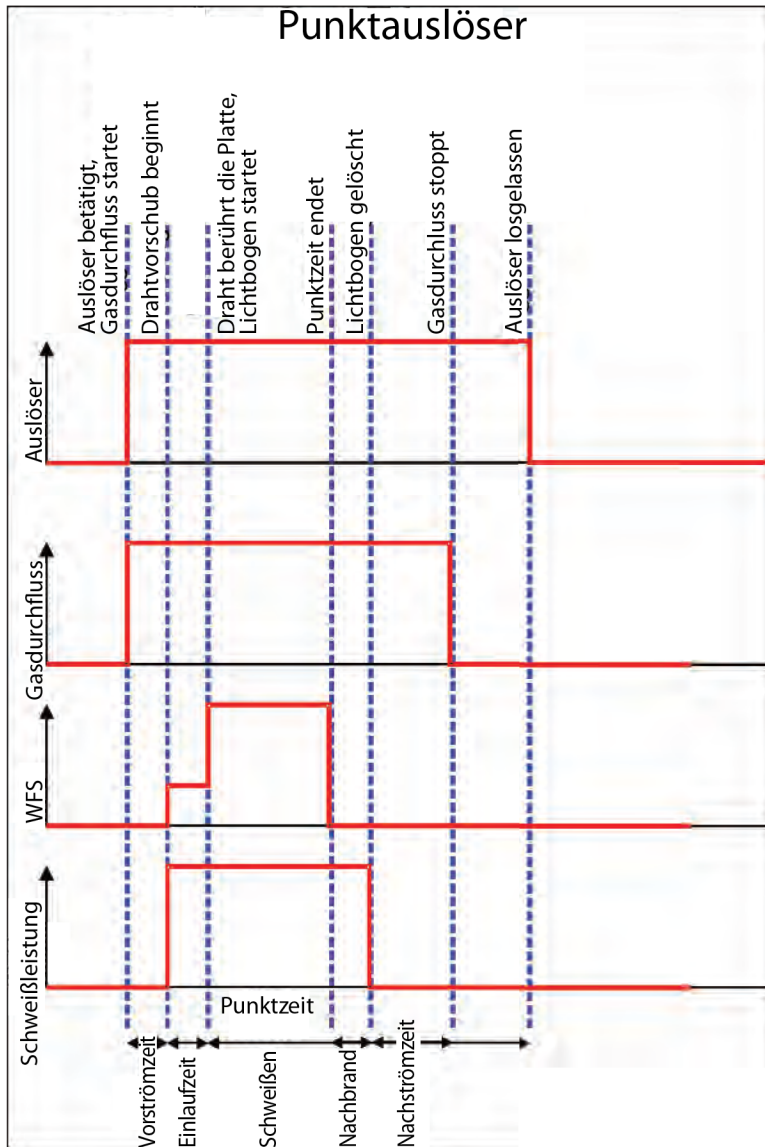 Punktauslöser
Auslöser betätigt,
Gasdurchfluss startet
Drahtvorschub beginnt
Draht berührt die Platte,
Lichtbogen startet
Punktzeit endet
Lichtbogen gelöscht
Gasdurchluss stoppt
Auslöser losgelassen
Auslöser
Gasdurchfluss
WFS
Schweißleistung
Punktzeit
Vorströmzeit
Einlaufzeit
Schweißen
Nachbrand
Nachströmzeit